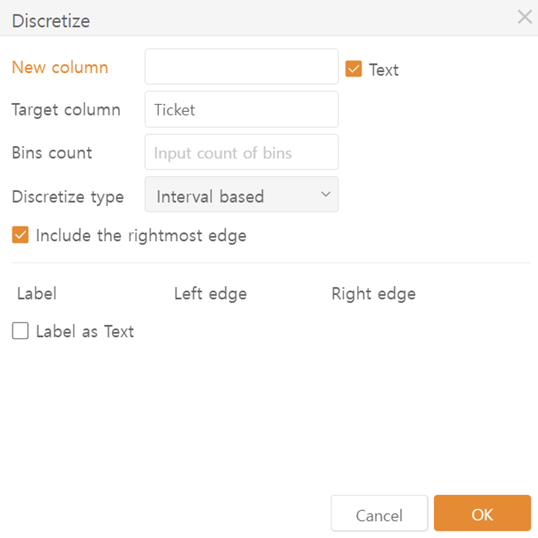 Discretize
New column
Text
Target column Ticket
Bins count Input count of bins
Discretize type Interval based
Include the rightmost edge
Label Left edge Right edge
Label as Text
Cancel OK